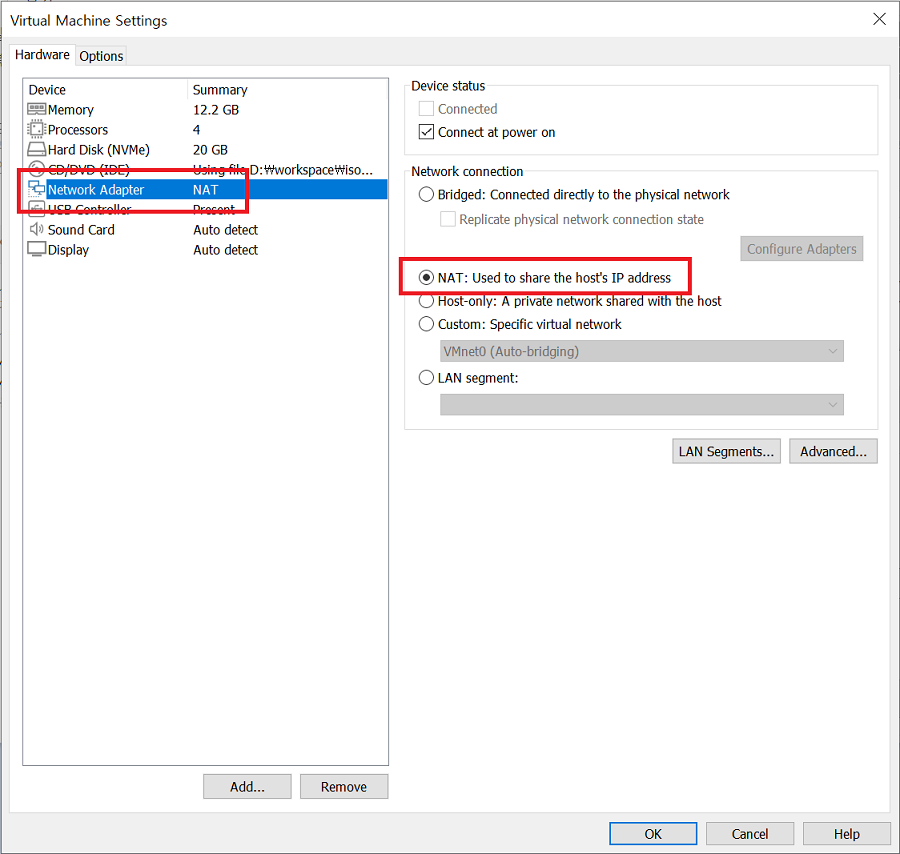 Virtual Machine Settings
Hardware Options
Device Summary
Memory 12.2 GB
Processors 4
Hard Disk (NVMe) 20 GB
CD/DVD (IDE) Using file D:₩workspace₩iso...
Network Adapter NAT
USB Controller Present
Sound Card Auto detect
Display Auto detect
Add... Remove
Device status
Connected
Connect at power on
Network connection
Bridged: Connected directly to the physical network
Replicate physical network connection state
Configure Adapters
NAT: Used to share the host's IP address
Host-only: A private network shared with the host
Custom: Specific virtual network
VMnet0 (Auto-bridging)
LAN segment:
LAN Segments... Advanced...
OK Cancel Help